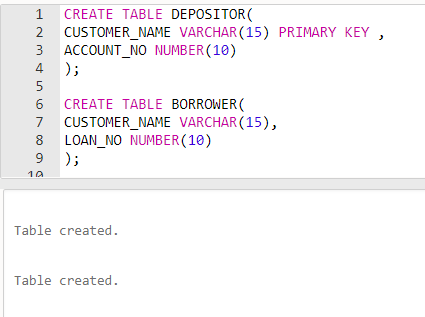 1 CREATE TABLE DEPOSITOR(
2 CUSTOMER_NAME VARCHAR(15) PRIMARY KEY ,
3 ACCOUNT_NO NUMBER(10)
4 );
5
6 CREATE TABLE BORROWER(
7 CUSTOMER_NAME VARCHAR(15),
8 LOAN_NO NUMBER(10)
9 );
10
Table created.
Table created.